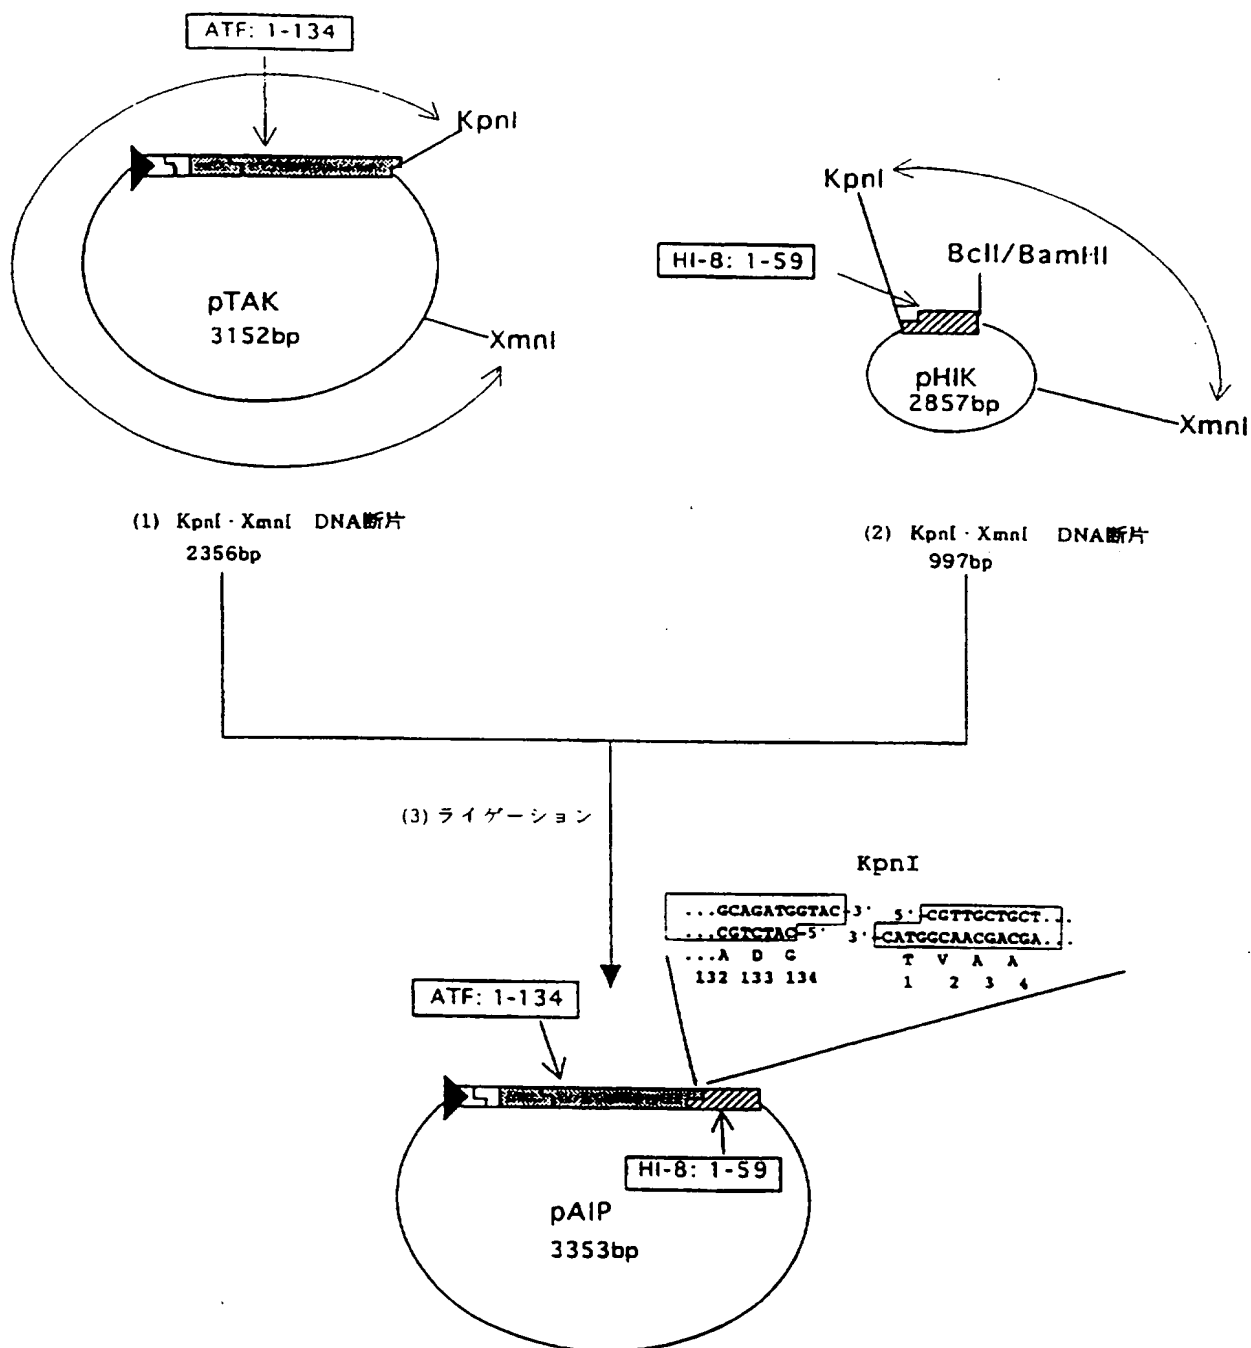 ATF: 1-134
KpnI
pTAK
3152bp
XmnI
KpnI
HI-8: 1-59
BclI/BamHI
pHIK
2857bp
XmnI
(1) KpnI · XmnI DNA断片
2356bp
(2) KpnI · XmnI DNA断片
997bp
(3) ライゲーション
KpnI
...GCAGATGGTAC-3' 5'-CGTTGCTGCT...
...CGTCTAC-5' 3'-CATGGCAACGACGA...
...A D G T V A A
132 133 134 1 2 3 4
ATF: 1-134
HI-8: 1-59
pAIP
3353bp